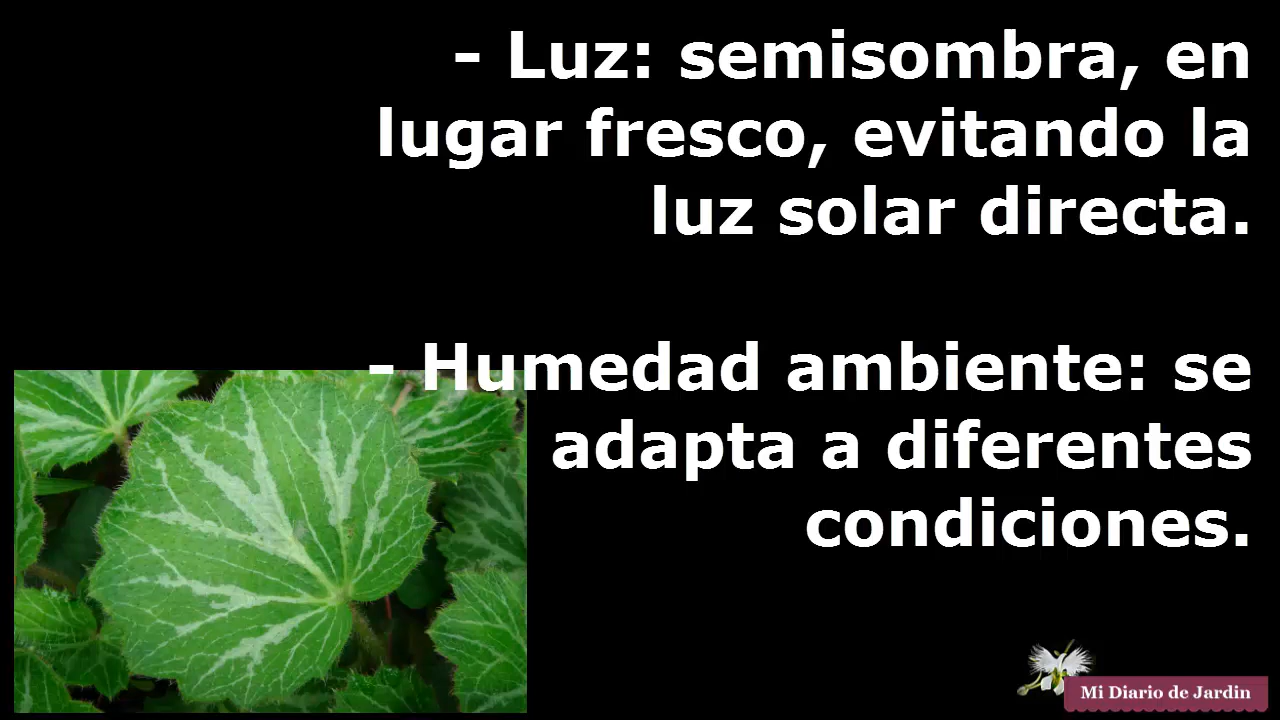 - Luz: semisombra, en
lugar fresco, evitando la
luz solar directa.
- Humedad ambiente: se
adapta a diferentes
condiciones.
Mi Diario de Jardin